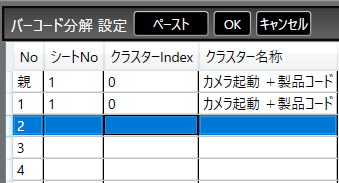 バーコード分解 設定 ペースト OK キャンセル
No シートNo クラスターIndex クラスター名称
親 1 0 カメラ起動 +製品コード
1 1 0 カメラ起動 +製品コード
2
3
4